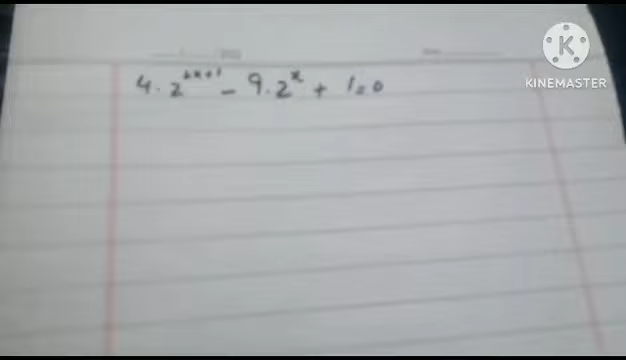 4. 2^{2x+1} - 9. 2^x + 1 = 0
K
KINEMASTER